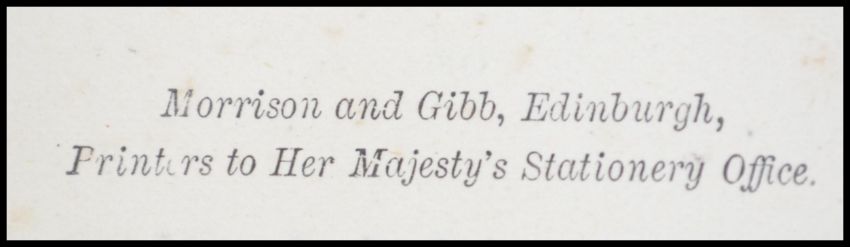 Morrison and Gibb, Edinburgh,
Printers to Her Majesty's Stationery Office.